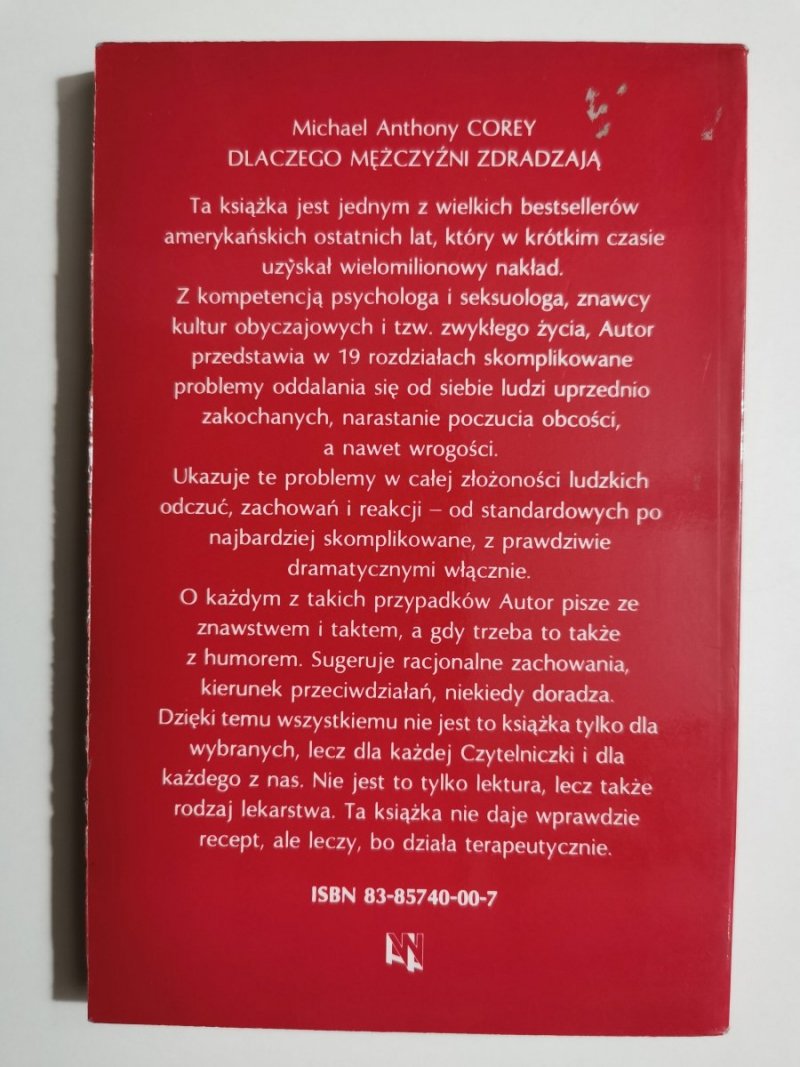 Michael Anthony COREY
DLACZEGO MĘŻCZYŹNI ZDRADZAJĄ
Ta książka jest jednym z wielkich bestsellerów
amerykańskich ostatnich lat, który w krótkim czasie
uzyskał wielomilionowy nakład.
Z kompetencją psychologa i seksuologa, znawcy
kultur obyczajowych i tzw. zwykłego życia, Autor
przedstawia w 19 rozdziałach skomplikowane
problemy oddalania się od siebie ludzi uprzednio
zakochanych, narastanie poczucia obcości,
a nawet wrogości.
Ukazuje te problemy w całej złożoności ludzkich
odczuć, zachowań i reakcji – od standardowych po
najbardziej skomplikowane, z prawdziwie
dramatycznymi włącznie.
O każdym z takich przypadków Autor pisze ze
znawstwem i taktem, a gdy trzeba to także
z humorem. Sugeruje racjonalne zachowania,
kierunek przeciwdziałań, niekiedy doradza.
Dzięki temu wszystkiemu nie jest to książka tylko dla
wybranych, lecz dla każdej Czytelniczki i dla
każdego z nas. Nie jest to tylko lektura, lecz także
rodzaj lekarstwa. Ta książka nie daje wprawdzie
recept, ale leczy, bo działa terapeutycznie.
ISBN 83-85740-00-7